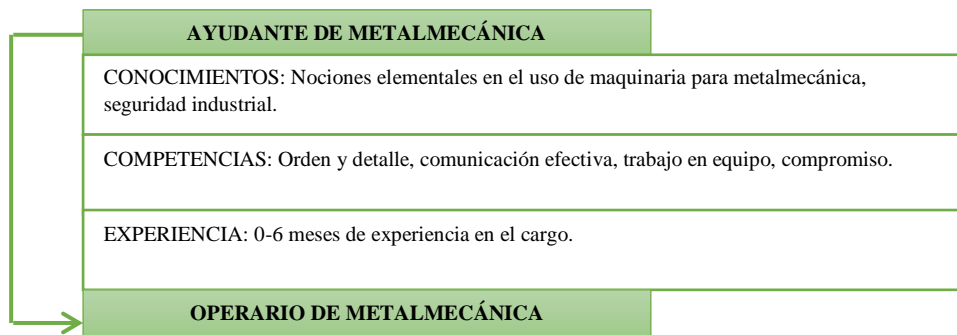 AYUDANTE DE METALMECÁNICA
CONOCIMIENTOS: Nociones elementales en el uso de maquinaria para metalmecánica,
seguridad industrial.
COMPETENCIAS: Orden y detalle, comunicación efectiva, trabajo en equipo, compromiso.
EXPERIENCIA: 0-6 meses de experiencia en el cargo.
OPERARIO DE METALMECÁNICA